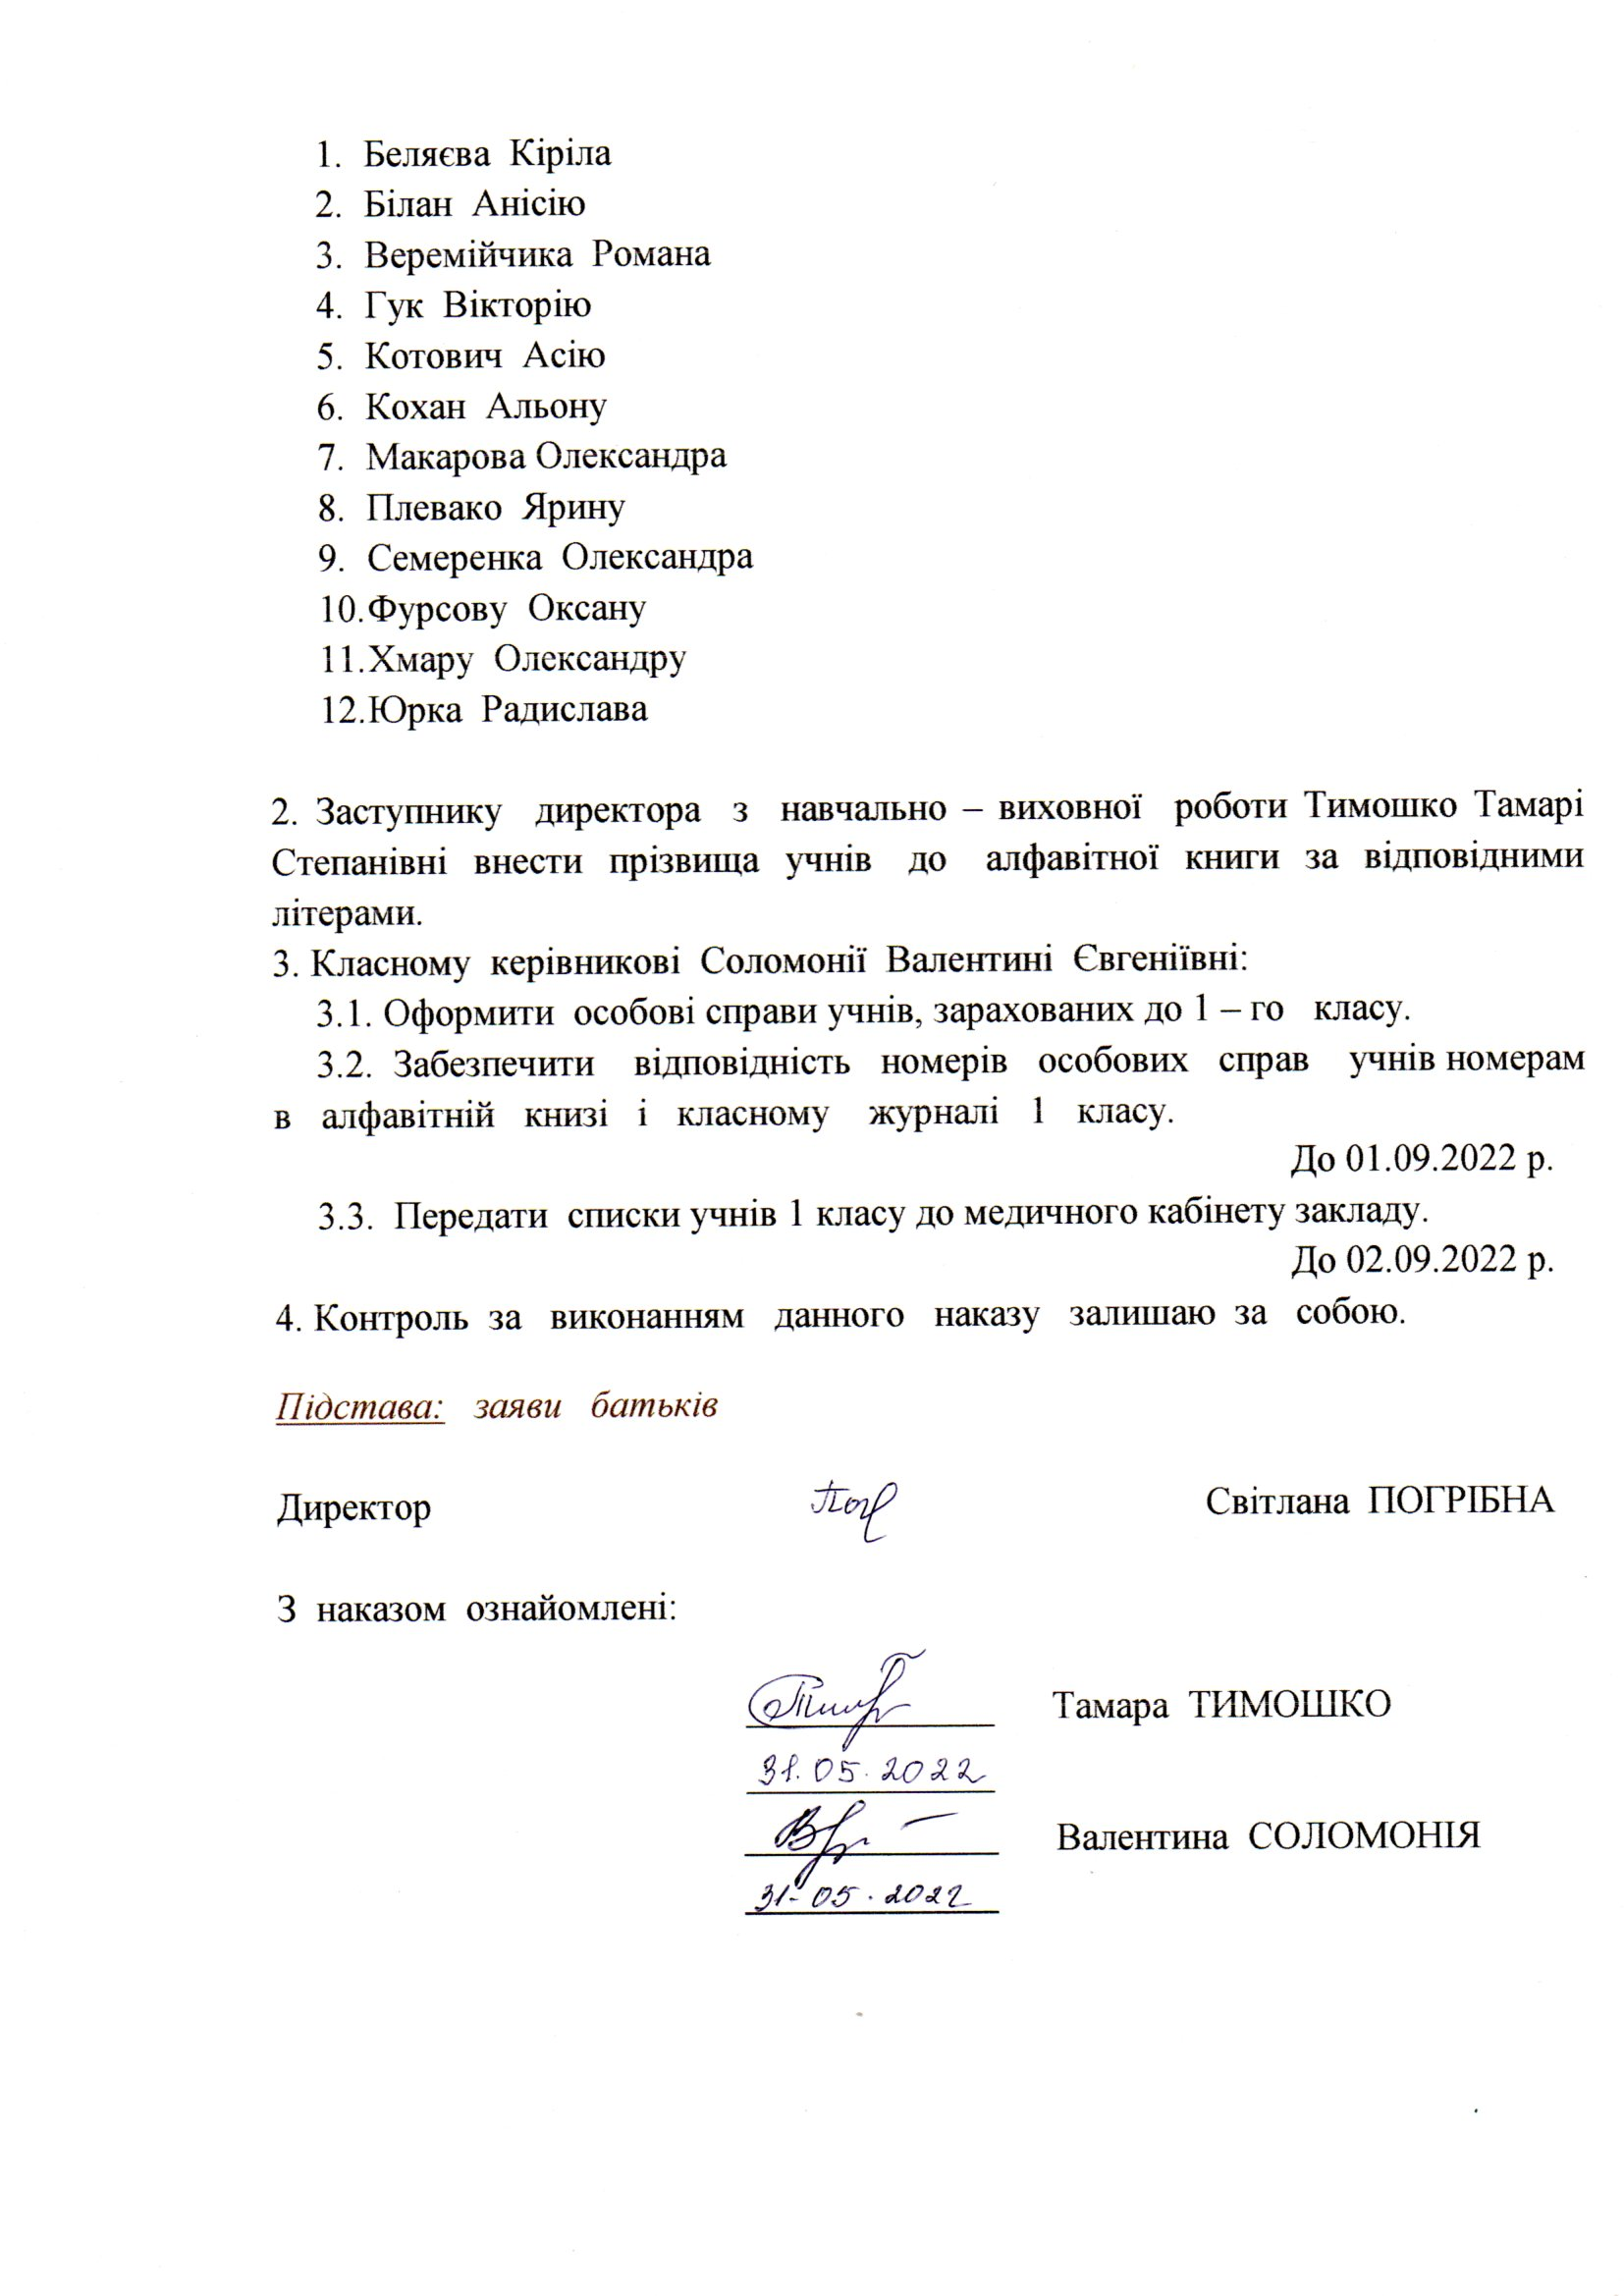 1. Беляєва Кіріла
2. Білан Анісію
3. Веремійчика Романа
4. Гук Вікторію
5. Котович Асію
6. Кохан Альону
7. Макарова Олександра
8. Плевако Ярину
9. Семеренка Олександра
10.Фурсову Оксану
11.Хмару Олександру
12.Юрка Радислава
2. Заступнику директора з навчально – виховної роботи Тимошко Тамарі
Степанівні внести прізвища учнів до алфавітної книги за відповідними
літерами.
3. Класному керівникові Соломонії Валентині Євгеніївні:
3.1. Оформити особові справи учнів, зарахованих до 1 – го класу.
3.2. Забезпечити відповідність номерів особових справ учнів номерам
в алфавітній книзі і класному журналі 1 класу.
До 01.09.2022 р.
3.3. Передати списки учнів 1 класу до медичного кабінету закладу.
До 02.09.2022 р.
4. Контроль за виконанням данного наказу залишаю за собою.
Підстава: заяви батьків
Директор Світлана ПОГРІБНА
З наказом ознайомлені:
Тамара ТИМОШКО
31.05.2022
Валентина СОЛОМОНІЯ
31-05.2022